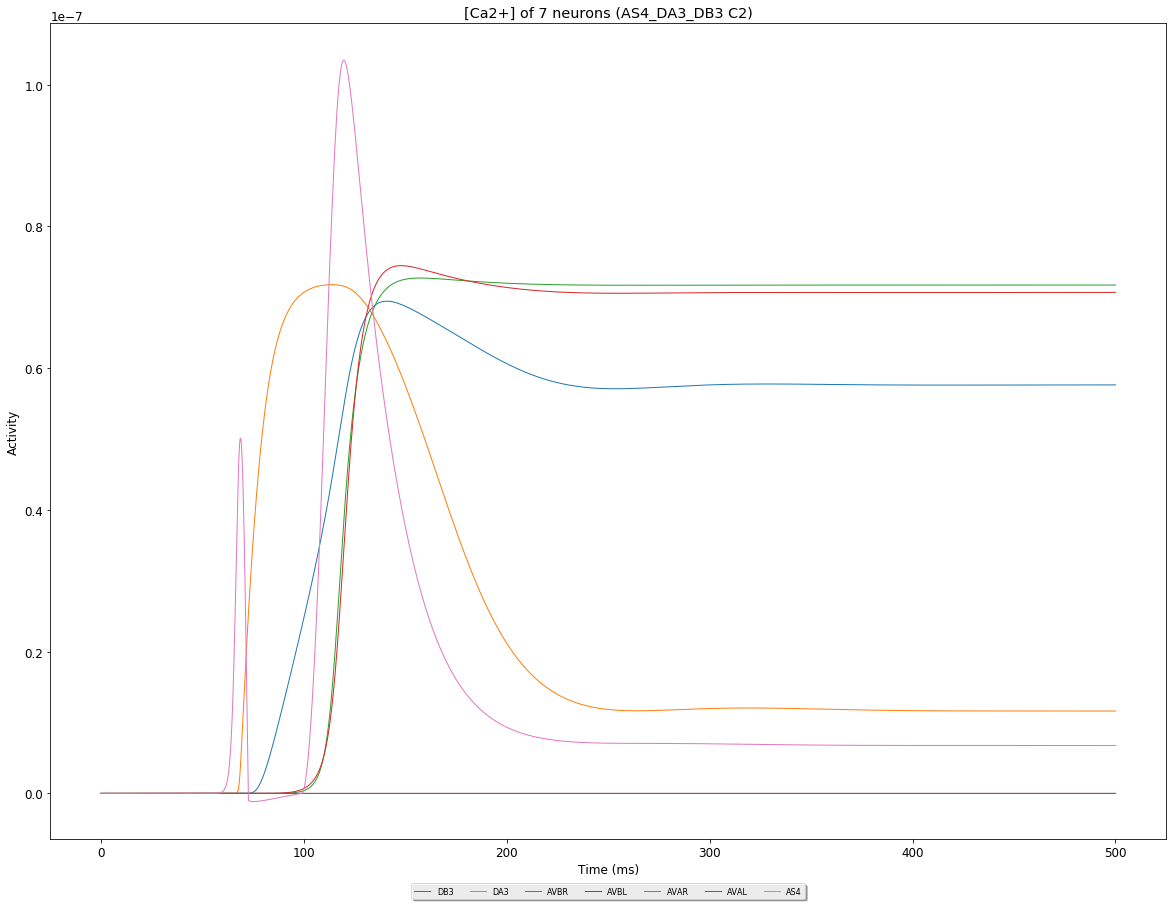 [Ca2+] of 7 neurons (AS4_DA3_DB3 C2)
1e−7
1.0
0.8
0.6
0.4
0.2
0.0
Activity
0 100 200 300 400 500
Time (ms)
DB3 DA3 AVBR AVBL AVAR AVAL AS4